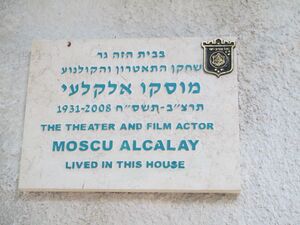 בבית הזה גר
שחקן התאטרון והקולנוע
מוסקו אלקלעי
1931-2008 תרצ"ב-תשס"ח
THE THEATER AND FILM ACTOR
MOSCU ALCALAY
LIVED IN THIS HOUSE